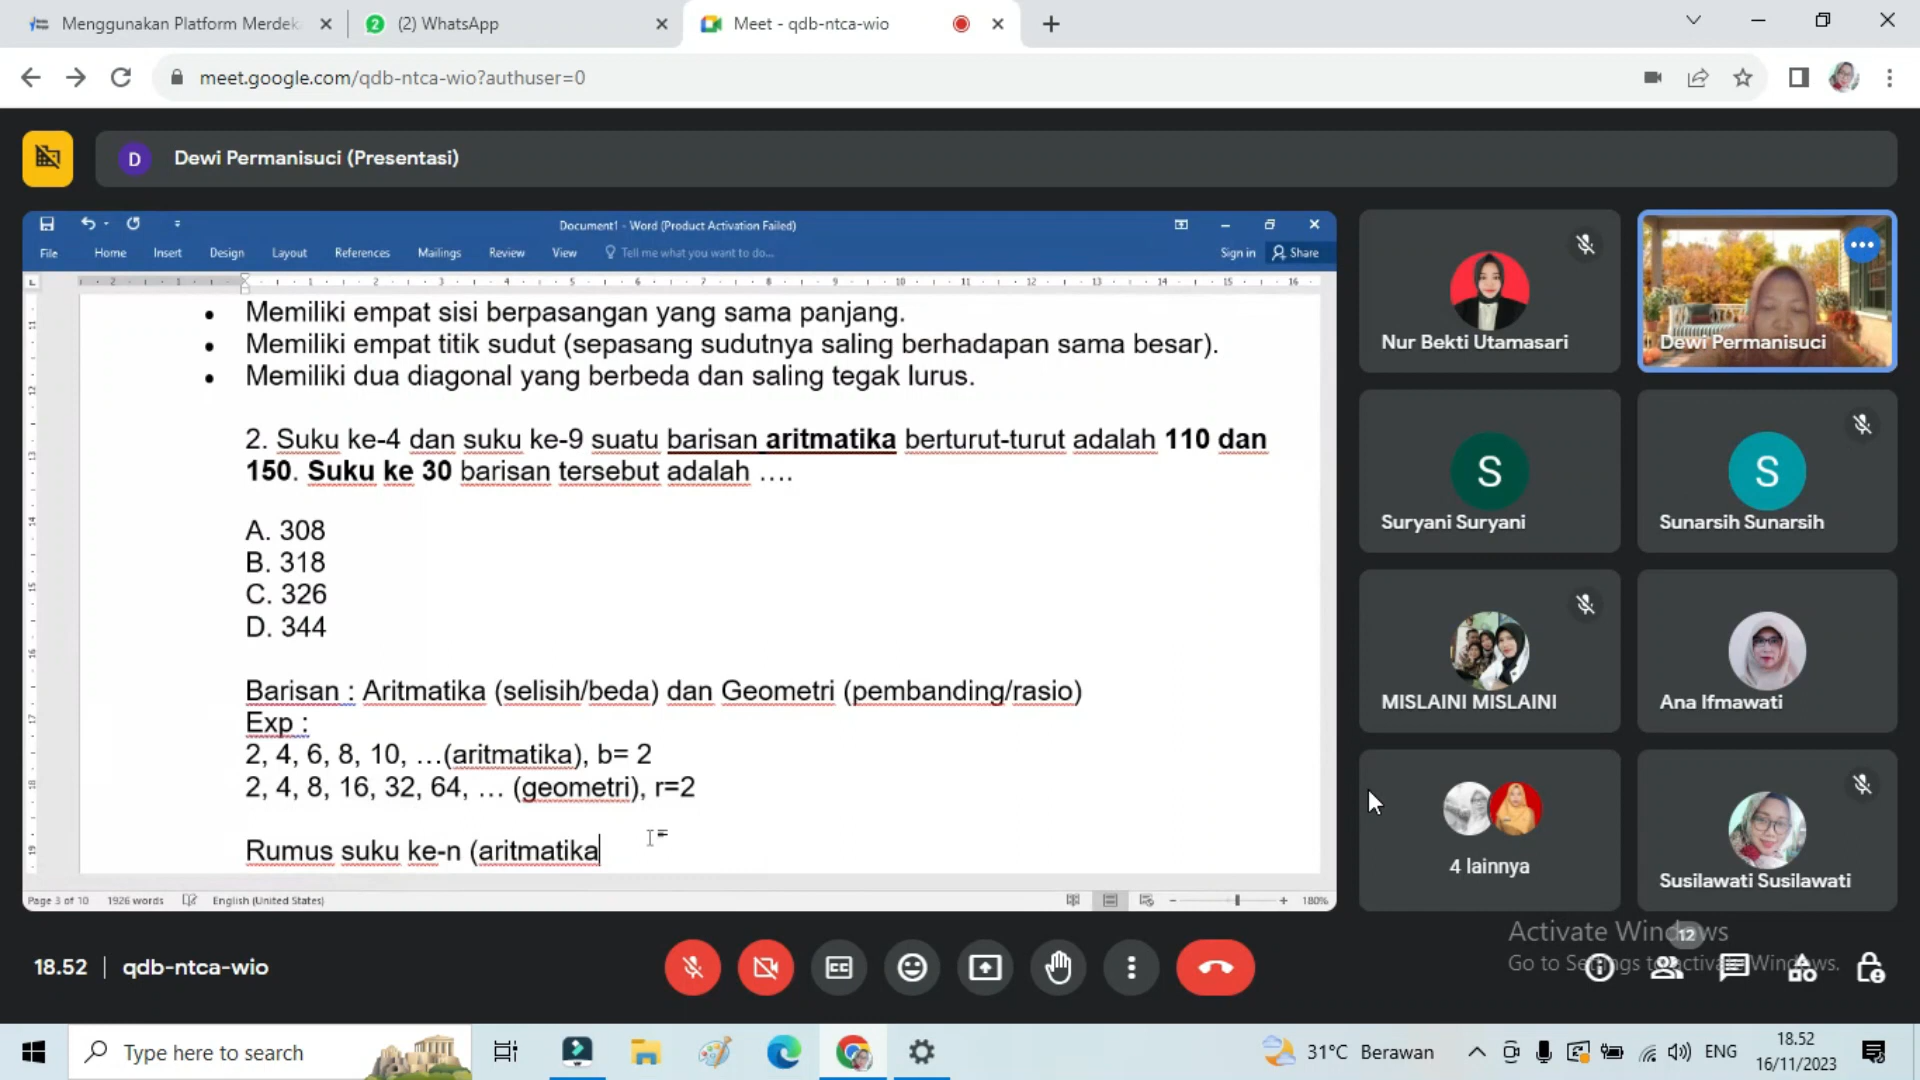 Menggunakan Platform Merdek
(2) WhatsApp
Meet - qdb-ntca-wio
meet.google.com/qdb-ntca-wio?authuser=0
D
Dewi Permanisuci (Presentasi)
Document1 - Word (Product Activation Failed)
File Home Insert Design Layout References Mailings Review View Tell me what you want to do... Sign in Share
Memiliki empat sisi berpasangan yang sama panjang.
Memiliki empat titik sudut (sepasang sudutnya saling berhadapan sama besar).
Memiliki dua diagonal yang berbeda dan saling tegak lurus.
2. Suku ke-4 dan suku ke-9 suatu barisan aritmatika berturut-turut adalah 110 dan
150. Suku ke 30 barisan tersebut adalah ....
A. 308
B. 318
C. 326
D. 344
Barisan : Aritmatika (selisih/beda) dan Geometri (pembanding/rasio)
Exp :
2, 4, 6, 8, 10, ...(aritmatika), b= 2
2, 4, 8, 16, 32, 64, ... (geometri), r=2
Rumus suku ke-n (aritmatika
Page 3 of 10 1926 words English (United States) 180%
Nur Bekti Utamasari
Dewi Permanisuci
S
Suryani Suryani
S
Sunarsih Sunarsih
MISLAINI MISLAINI
Ana Ifmawati
4 lainnya
Susilawati Susilawati
Activate Windows
Go to Settings to activate Windows.
12
18.52 | qdb-ntca-wio
Type here to search
31°C Berawan
ENG
18.52
16/11/2023